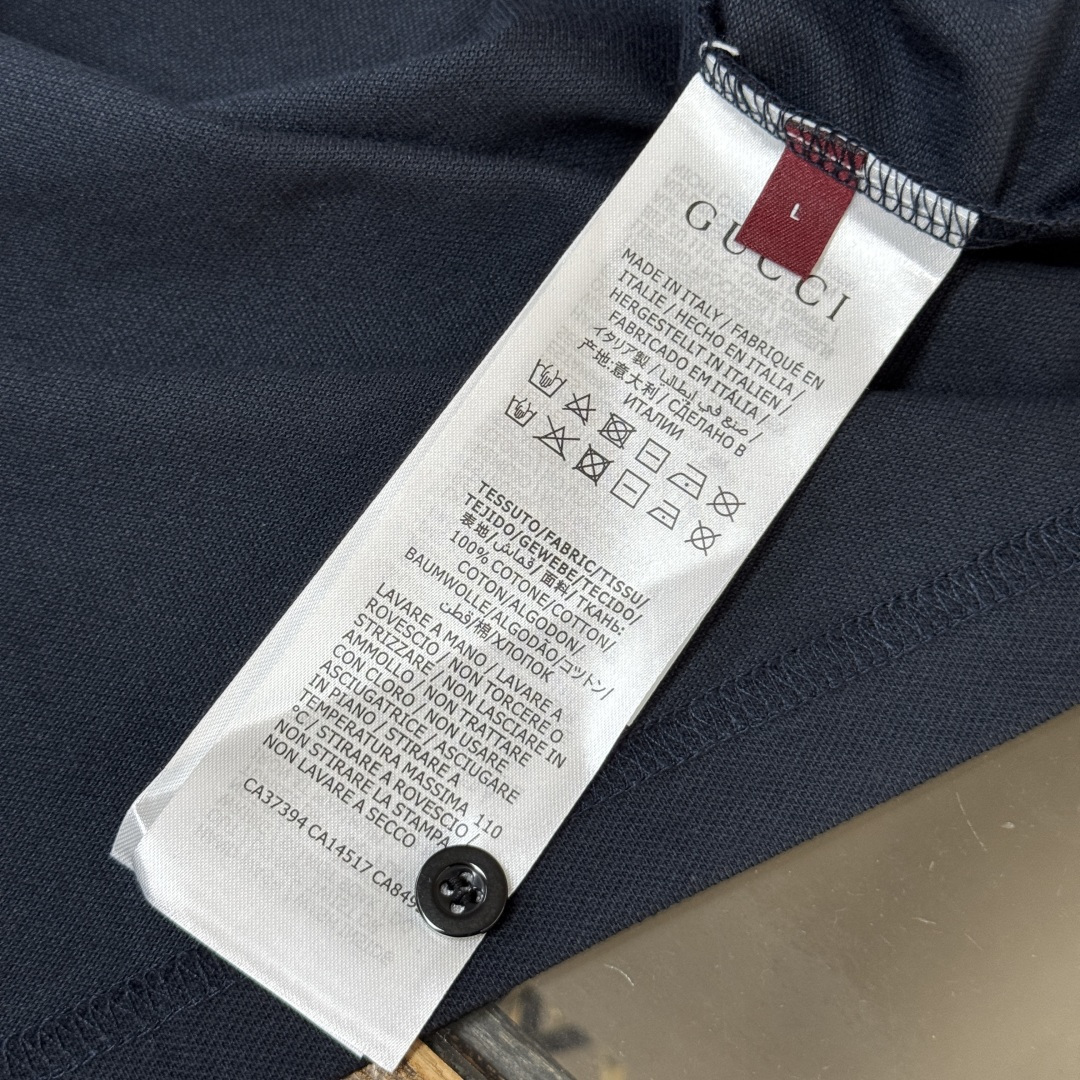 L
GUCCI
MADE IN ITALY / FABRIQUÉ EN
ITALIE / HECHO EN ITALIA /
HERGESTELLT IN ITALIEN /
FABRICADO EM ITÁLIA /
イタリア製 / صنع في إيطاليا /
产地:意大利 / СДЕЛАНО В
ИТАЛИИ
TESSUTO/FABRIC/TISSU/
TEJIDO/GEWEBE/TECIDO/
表地/قماش/面料/ТКАНЬ:
100% COTONE/COTTON/
COTON/ALGODON/
BAUMWOLLE/ALGODÃO/コットン/
قطن/棉/ХЛОПОК
LAVARE A MANO / LAVARE A
ROVESCIO / NON TORCERE O
STRIZZARE / NON LASCIARE IN
AMMOLLO / NON TRATTARE
CON CLORO / NON USARE
ASCIUGATRICE / ASCIUGARE
IN PIANO / STIRARE A
TEMPERATURA MASSIMA 110
°C / STIRARE A ROVESCIO /
NON STIRARE LA STAMPA
NON LAVARE A SECCO
CA37394 CA14517 CA849